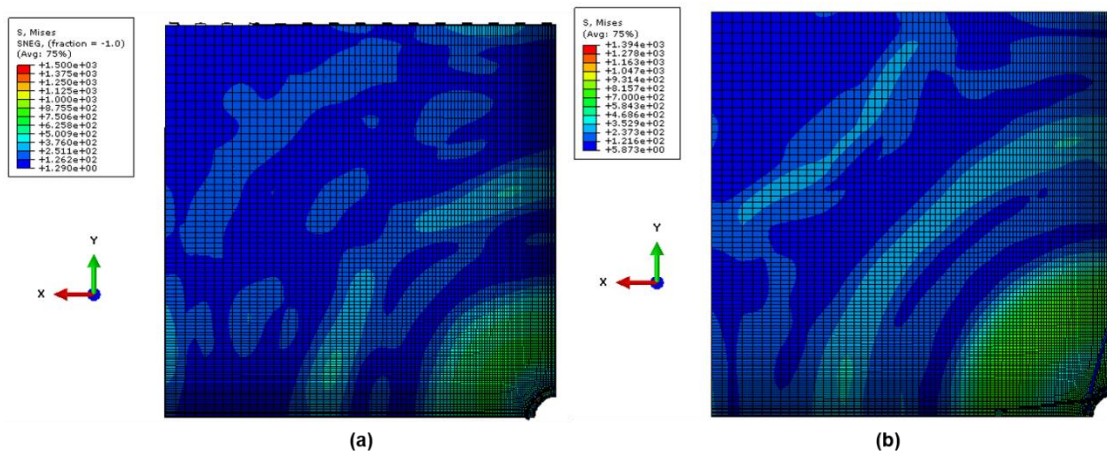 S, Mises
SNEG, (fraction = -1.0)
(Avg: 75%)
+1.500e+03
+1.375e+03
+1.250e+03
+1.125e+03
+1.000e+03
+8.755e+02
+7.506e+02
+6.258e+02
+5.009e+02
+3.760e+02
+2.511e+02
+1.262e+02
+1.290e+00
Y
X
(a)
S, Mises
(Avg: 75%)
+1.394e+03
+1.278e+03
+1.163e+03
+1.047e+03
+9.314e+02
+8.157e+02
+7.000e+02
+5.843e+02
+4.686e+02
+3.529e+02
+2.373e+02
+1.216e+02
+5.873e+00
Y
X
(b)